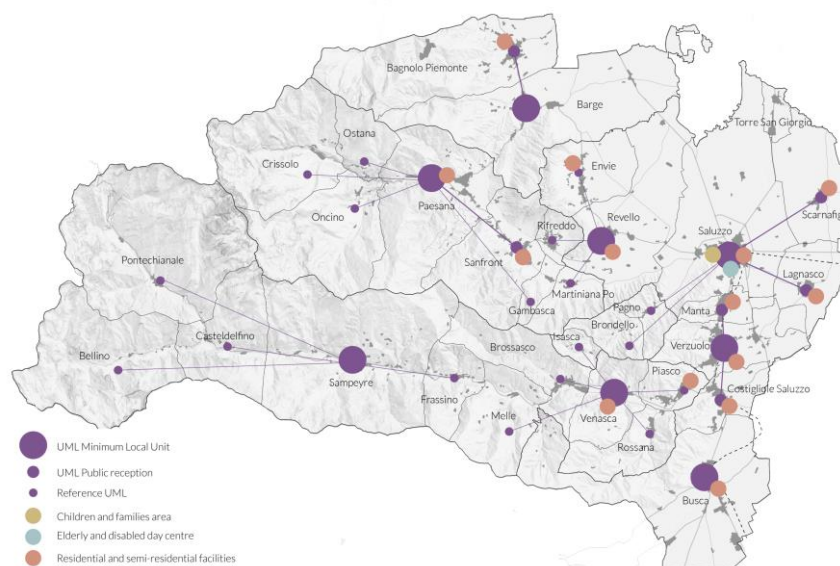 Bagnolo Piemonte
Barge
Torre San Giorgio
Ostana
Crissolo
Envie
Oncino
Paesana
Scarnafig
Rifreddo
Revello
Saluzzo
Sanfront
Pontechianale
Lagnasco
Martiniana Po
Gambasca
Pagno
Manta
Brondello
Casteldelfino
Isasca
Brossasco
Verzuolo
Bellino
Sampeyre
Piasco
Frassino
Costigliole Saluzzo
Melle
Venasca
Rossana
Busca
UML Minimum Local Unit
UML Public reception
Reference UML
Children and families area
Elderly and disabled day centre
Residential and semi-residential facilities